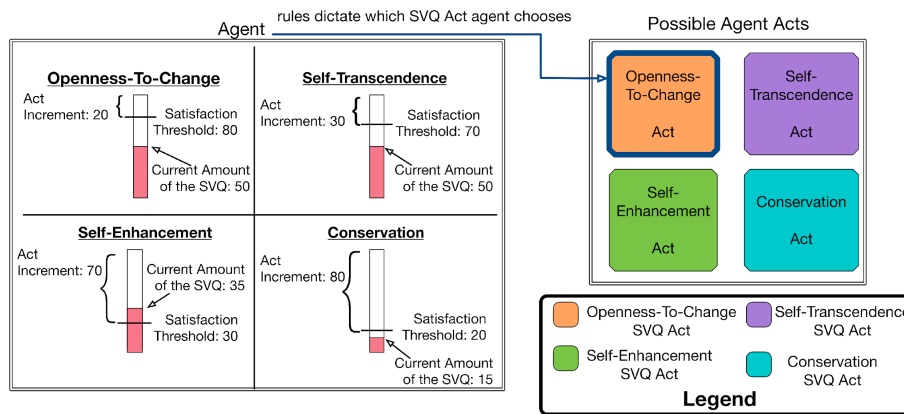 rules dictate which SVQ Act agent chooses
Agent
Possible Agent Acts
Openness-To-Change
Act
Increment: 20
Satisfaction
Threshold: 80
Current Amount
of the SVQ: 50
Self-Transcendence
Act
Increment: 30
Satisfaction
Threshold: 70
Current Amount
of the SVQ: 50
Self-Enhancement
Act
Increment: 70
Current Amount
of the SVQ: 35
Satisfaction
Threshold: 30
Conservation
Act
Increment: 80
Satisfaction
Threshold: 20
Current Amount
of the SVQ: 15
Openness-
To-Change
Act
Self-
Transcendence
Act
Self-
Enhancement
Act
Conservation
Act
Openness-To-Change
SVQ Act
Self-Transcendence
SVQ Act
Self-Enhancement
SVQ Act
Conservation
SVQ Act
Legend